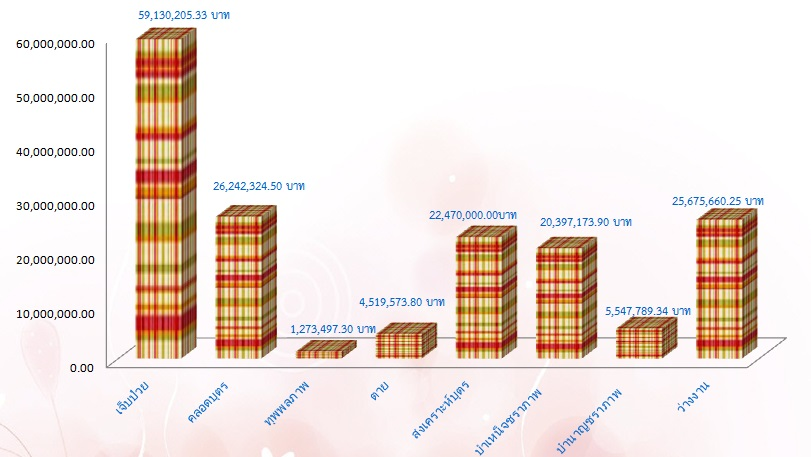 59,130,205.33 บาท
60,000,000.00
50,000,000.00
40,000,000.00
30,000,000.00
20,000,000.00
10,000,000.00
0.00
26,242,324.50 บาท
1,273,497.30 บาท
4,519,573.80 บาท
22,470,000.00บาท
20,397,173.90 บาท
5,547,789.34 บาท
25,675,660.25 บาท
เจ็บป่วย
คลอดบุตร
ทุพพลภาพ
ตาย
สงเคราะห์บุตร
บำเหน็จชราภาพ
บำนาญชราภาพ
ว่างงาน